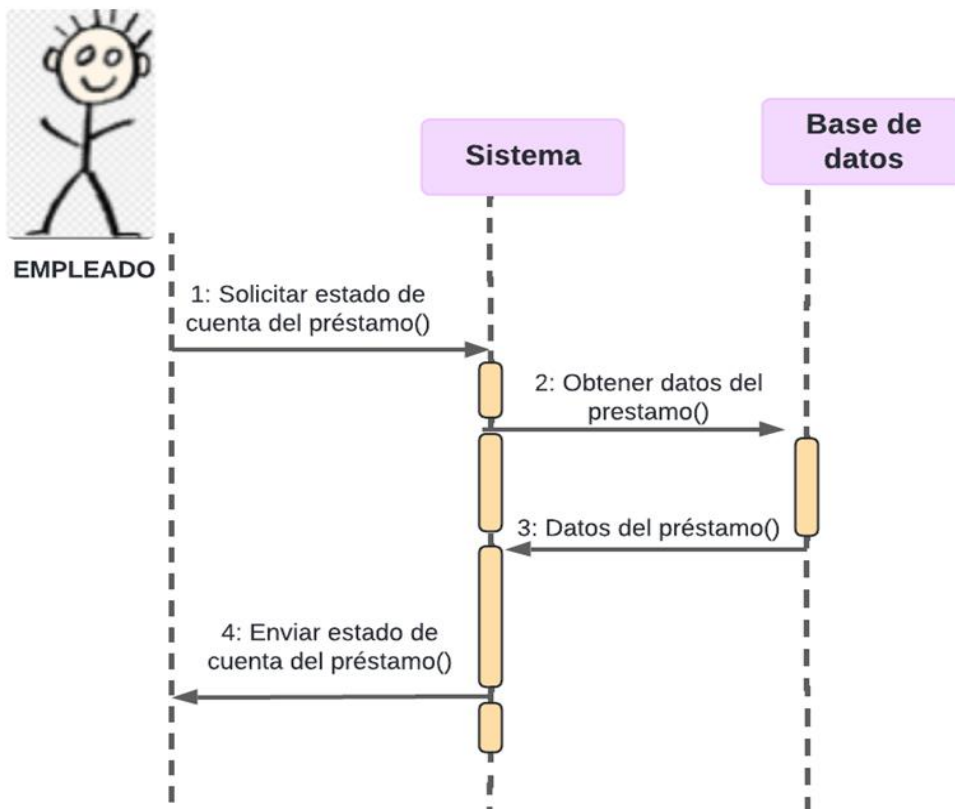 Sistema
Base de
datos
EMPLEADO
1: Solicitar estado de
cuenta del préstamo()
2: Obtener datos del
prestamo()
3: Datos del préstamo()
4: Enviar estado de
cuenta del préstamo()